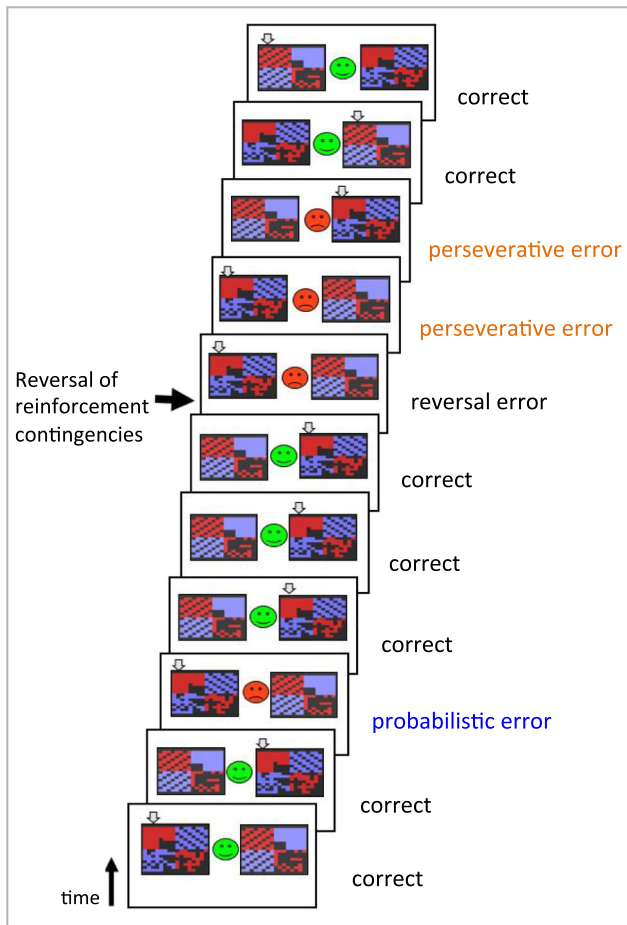 correct
correct
perseverative error
perseverative error
Reversal of
reinforcement
contingencies
reversal error
correct
correct
correct
probabilistic error
correct
correct
time